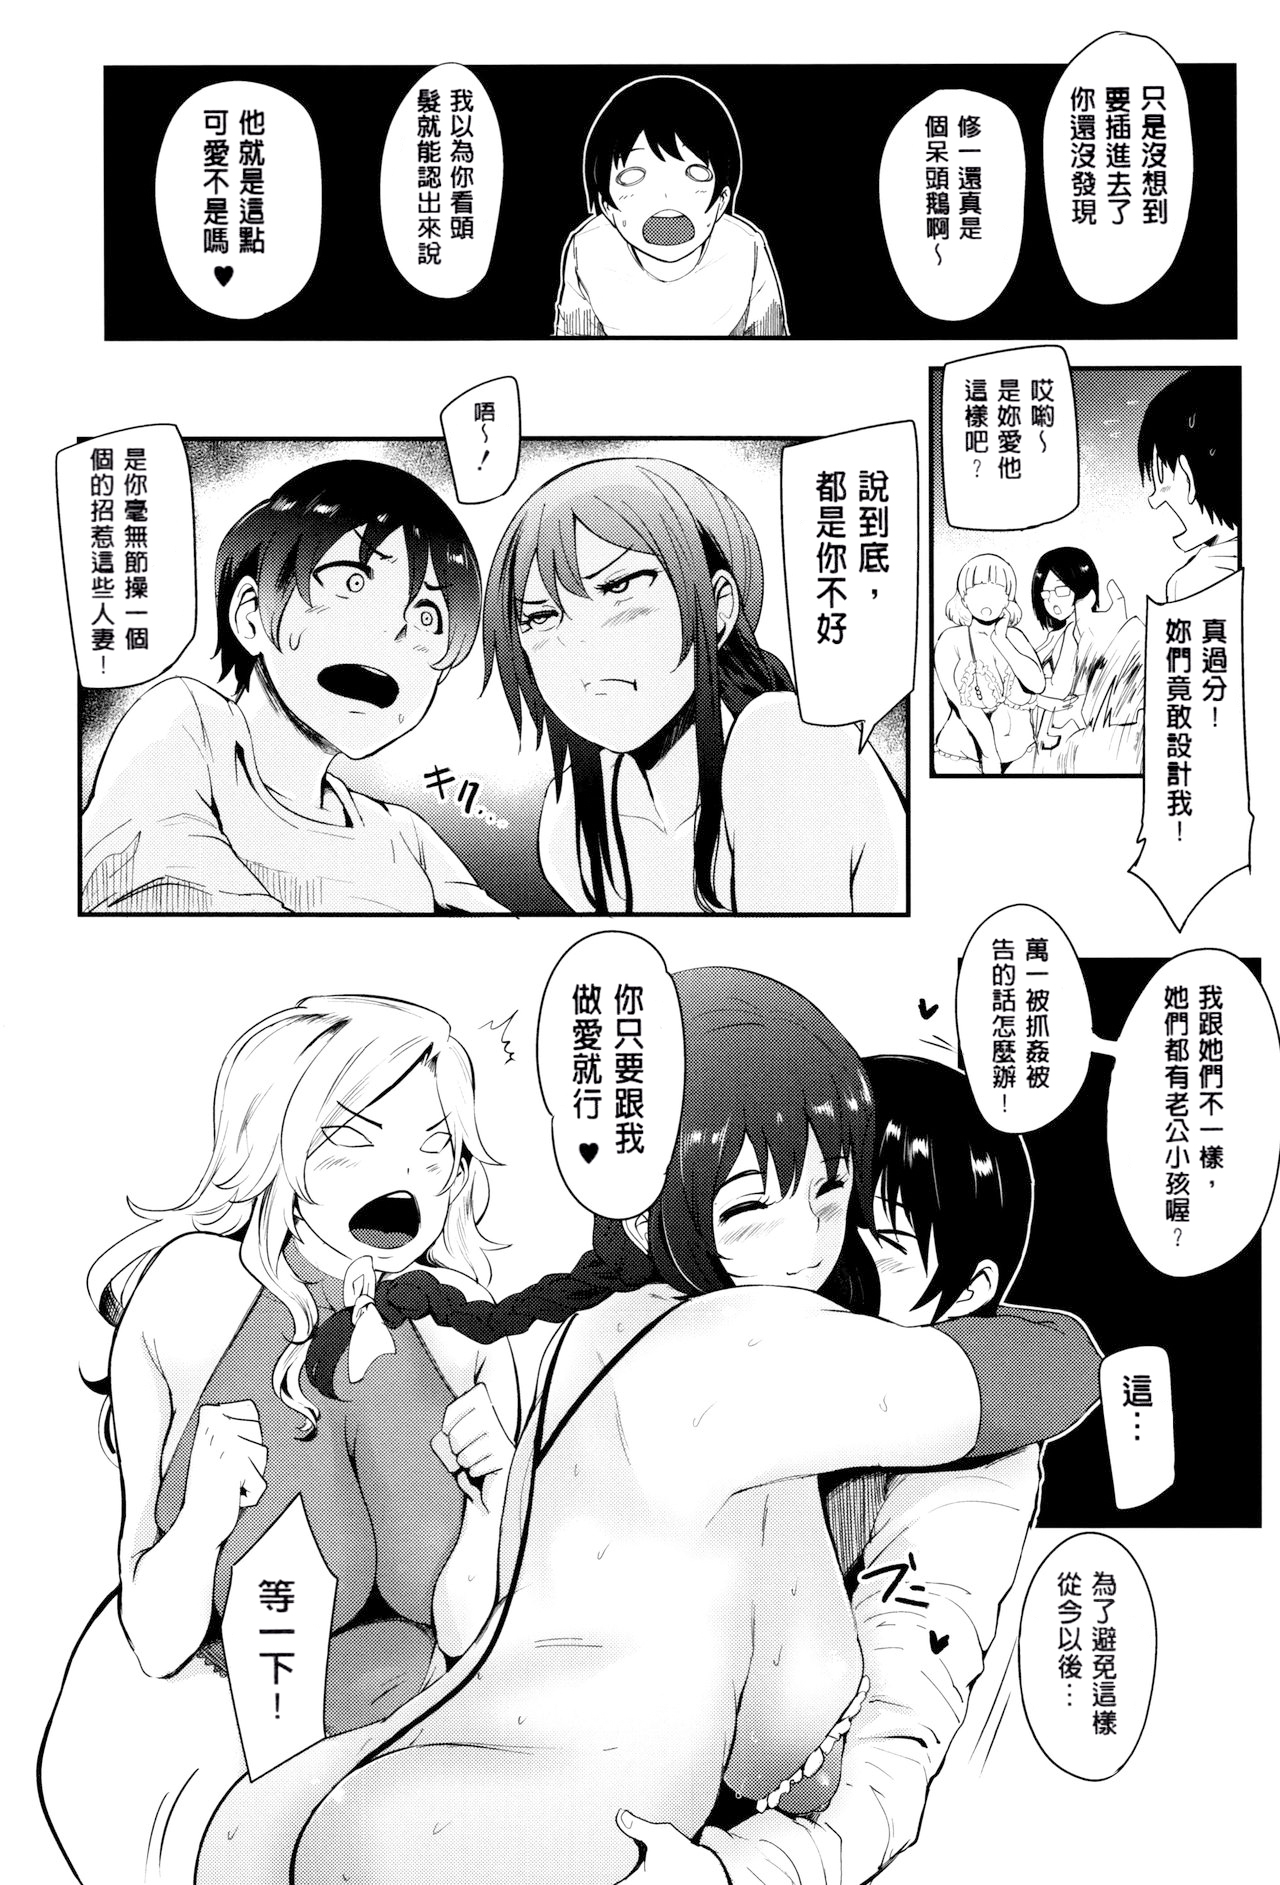 只是沒想到
要插進去了
你還沒發現
修一還真是
個呆頭鵝啊～
我以為你看頭
髮就能認出來說
他就是這點
可愛不是嗎♥
哎喲～
是妳愛他
這樣吧？
真過分！
妳們竟敢設計我！
說到底，
都是你不好
唔～！
是你毫無節操一個
個的招惹這些人妻！
キッ…
我跟她們不一樣，
她們都有老公小孩喔？
萬一被抓姦被
告的話怎麼辦！
這…
為了避免這樣
從今以後…
你只要跟我
做愛就行♥
等一下！